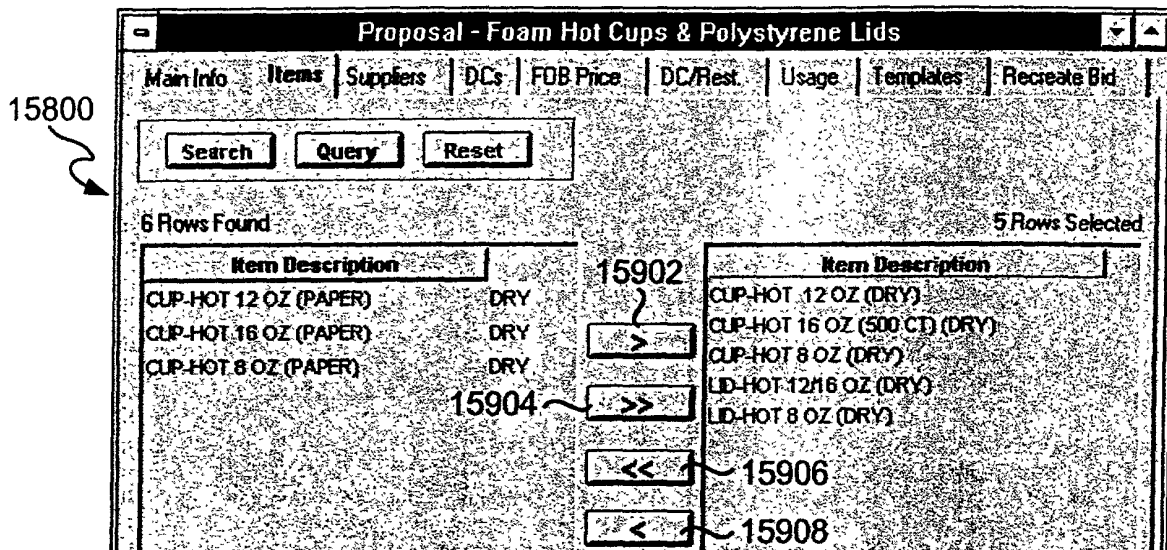 Proposal - Foam Hot Cups & Polystyrene Lids
Main Info Items Suppliers DCs FOB Price DC/Rest. Usage Templates Recreate Bid
15800
Search Query Reset
6 Rows Found
5 Rows Selected
Item Description
CUP-HOT 12 OZ (PAPER) DRY
CUP-HOT 16 OZ (PAPER) DRY
CUP-HOT 8 OZ (PAPER) DRY
15902
>
15904
>>
<<
15906
<
15908
Item Description
CUP-HOT 12 OZ (DRY)
CUP-HOT 16 OZ (500 CT) (DRY)
CUP-HOT 8 OZ (DRY)
LID-HOT 12/16 OZ (DRY)
LID-HOT 8 OZ (DRY)